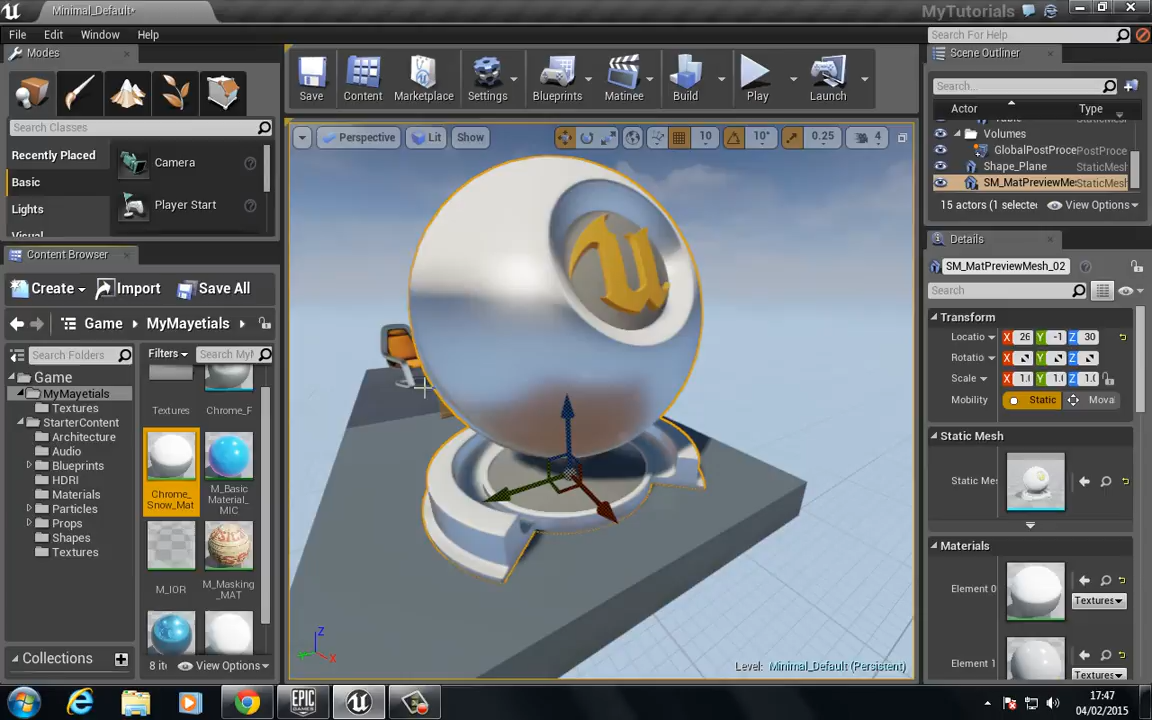 Minimal_Default*
MyTutorials
File Edit Window Help
Search For Help
Modes
Search Classes
Recently Placed
Basic
Lights
Visual
Camera
Player Start
Save Content Marketplace Settings Blueprints Matinee Build Play Launch
Perspective Lit Show
10 10° 0.25 4
Content Browser
Create Import Save All
Game MyMayetials
Search Folders
Filters Search My
Game
MyMayetials
Textures
StarterContent
Architecture
Audio
Blueprints
HDRI
Materials
Particles
Props
Shapes
Textures
Textures Chrome_F
Chrome_
Snow_Mat
M_Basic
Material_
MIC
M_IOR
M_Masking
_MAT
Collections
8 it View Options
Level: Minimal_Default (Persistent)
Z
X
Scene Outliner
Search...
Actor Type
Volumes
GlobalPostProce PostProce
Shape_Plane StaticMesh
SM_MatPreviewMe StaticMesh
15 actors (1 selecte View Options
Details
SM_MatPreviewMesh_02
Search
Transform
Locatio X 26 Y -1 Z 30
Rotatio X Y Z
Scale X 1.0 Y 1.0 Z 1.0
Mobility Static Mova
Static Mesh
Static Mes
Materials
Element 0
Textures
Element 1
Textures
EPIC
GAMES
17:47
04/02/2015